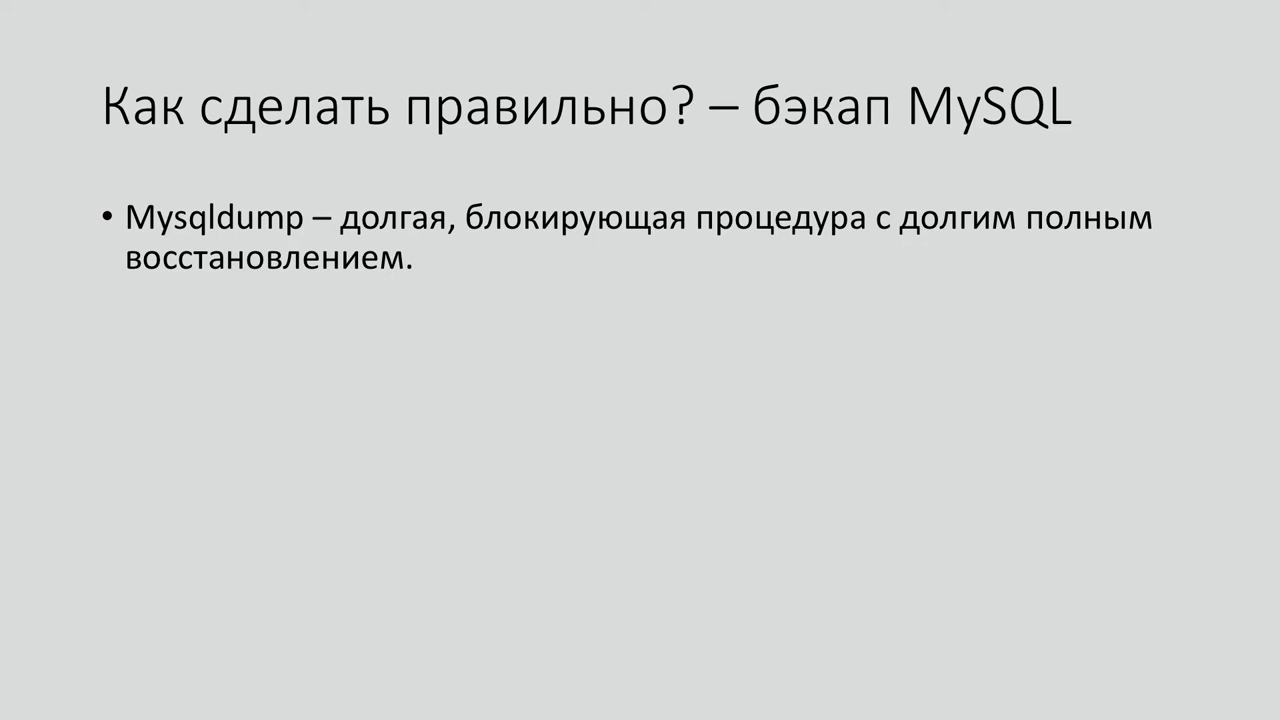 Как сделать правильно? – бэкап MySQL
• Mysqldump – долгая, блокирующая процедура с долгим полным
восстановлением.